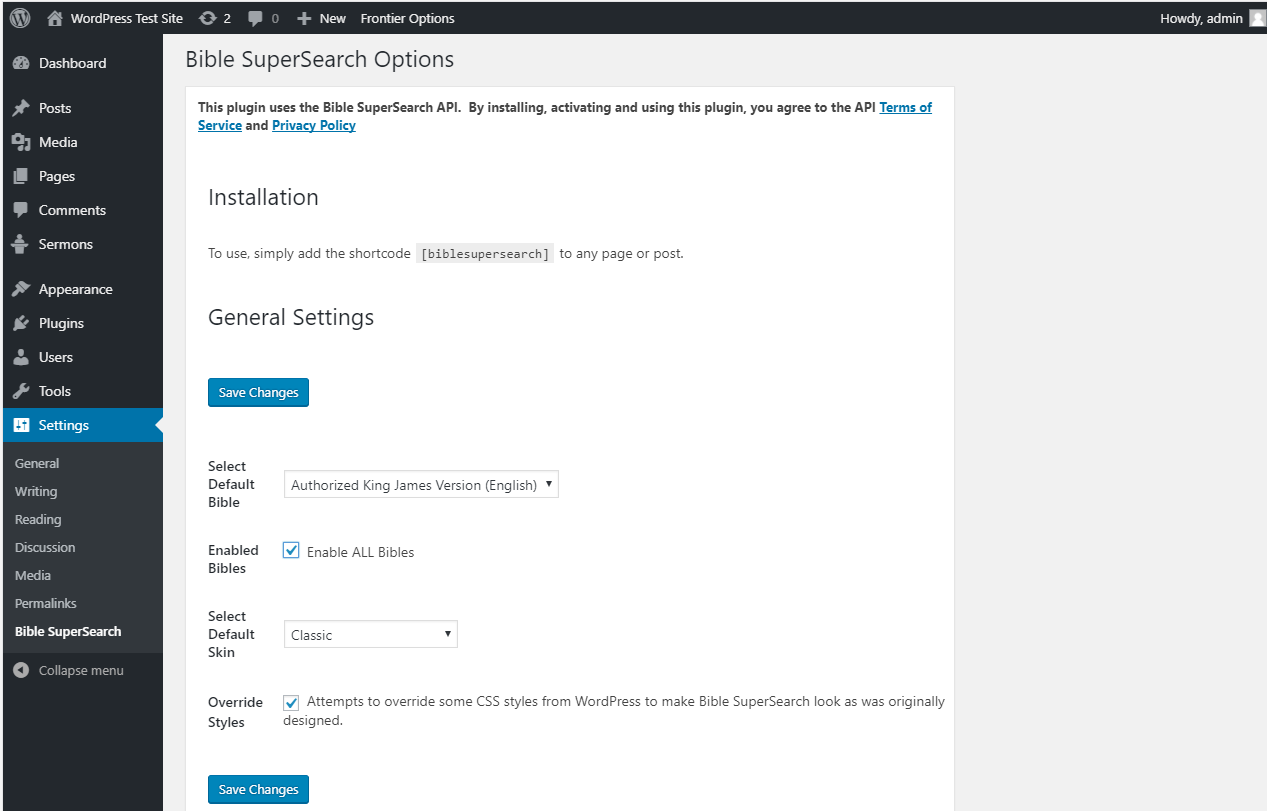 WordPress Test Site 2 0 New Frontier Options Howdy, admin
Dashboard
Posts
Media
Pages
Comments
Sermons
Appearance
Plugins
Users
Tools
Settings
General
Writing
Reading
Discussion
Media
Permalinks
Bible SuperSearch
Collapse menu
Bible SuperSearch Options
This plugin uses the Bible SuperSearch API. By installing, activating and using this plugin, you agree to the API Terms of
Service and Privacy Policy
Installation
To use, simply add the shortcode [biblesupersearch] to any page or post.
General Settings
Save Changes
Select
Default
Bible
Authorized King James Version (English)
Enabled
Bibles
Enable ALL Bibles
Select
Default
Skin
Classic
Override
Styles
Attempts to override some CSS styles from WordPress to make Bible SuperSearch look as was originally
designed.
Save Changes